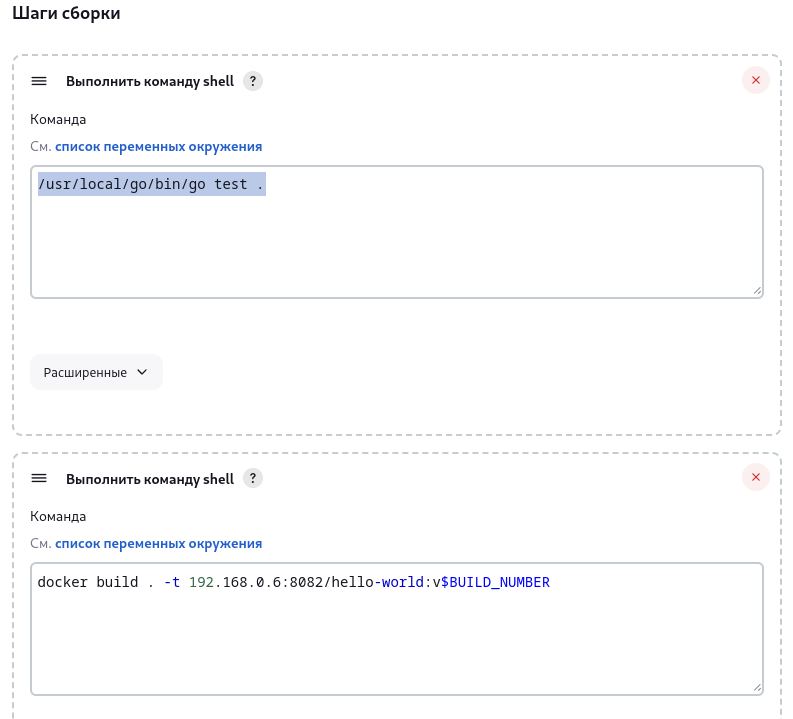 Шаги сборки
Выполнить команду shell ?
Команда
См. список переменных окружения
/usr/local/go/bin/go test .
Расширенные
Выполнить команду shell ?
Команда
См. список переменных окружения
docker build . -t 192.168.0.6:8082/hello-world:v$BUILD_NUMBER